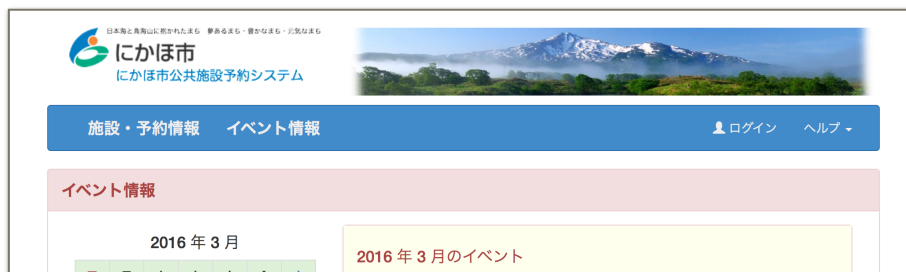 日本海と鳥海山に抱かれたまち 夢あるまち・豊かなまち・元気なまち
にかほ市
にかほ市公共施設予約システム
施設・予約情報 イベント情報 ログイン ヘルプ
イベント情報
2016 年 3 月
2016 年 3 月のイベント